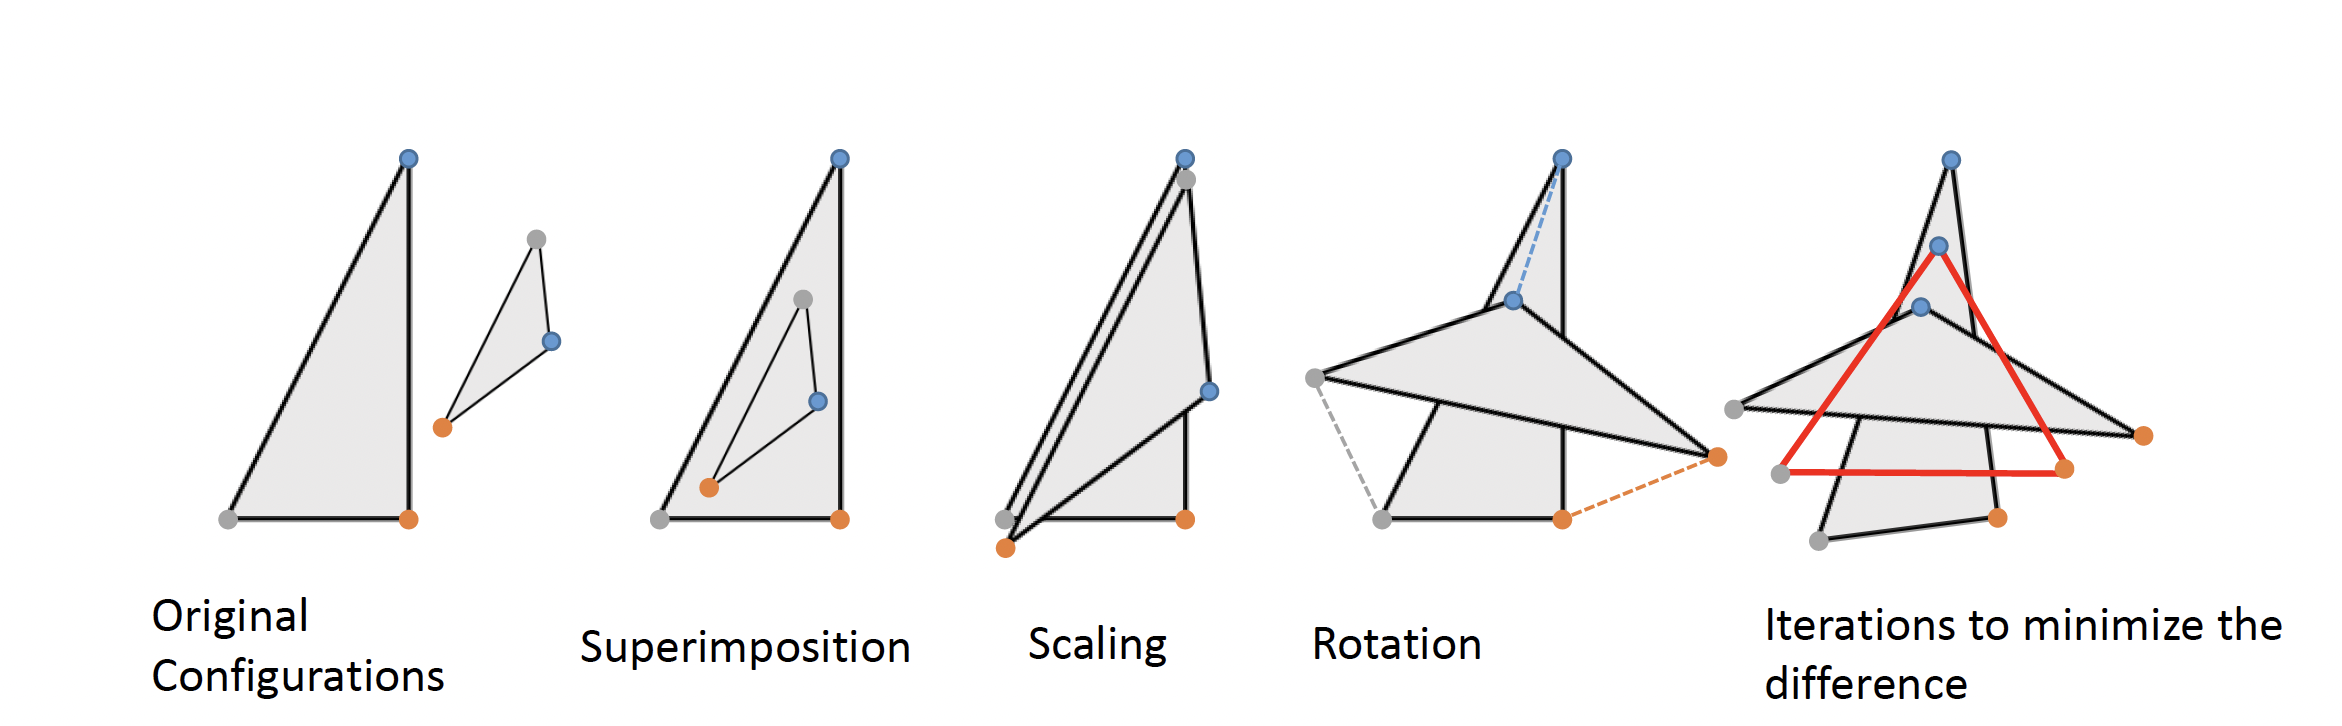 Original
Configurations
Superimposition
Scaling
Rotation
Iterations to minimize the
difference